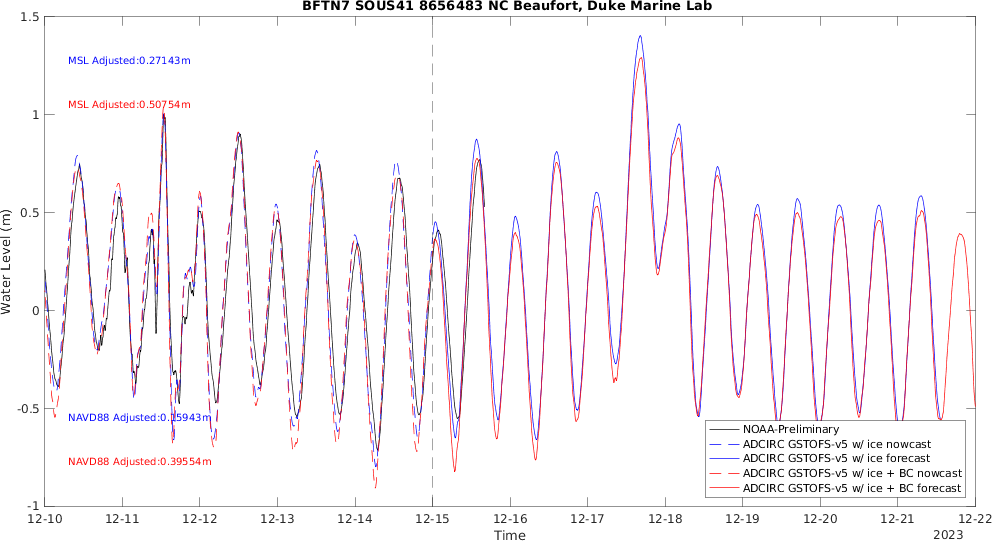 BFTN7 SOUS41 8656483 NC Beaufort, Duke Marine Lab
1.5
1
0.5
0
-0.5
-1
Water Level (m)
MSL Adjusted:0.27143m
MSL Adjusted:0.50754m
NAVD88 Adjusted:0.15943m
NAVD88 Adjusted:0.39554m
NOAA-Preliminary
ADCIRC GSTOFS-v5 w/ ice nowcast
ADCIRC GSTOFS-v5 w/ ice forecast
ADCIRC GSTOFS-v5 w/ ice + BC nowcast
ADCIRC GSTOFS-v5 w/ ice + BC forecast
12-10 12-11 12-12 12-13 12-14 12-15 12-16 12-17 12-18 12-19 12-20 12-21 12-22
Time
2023